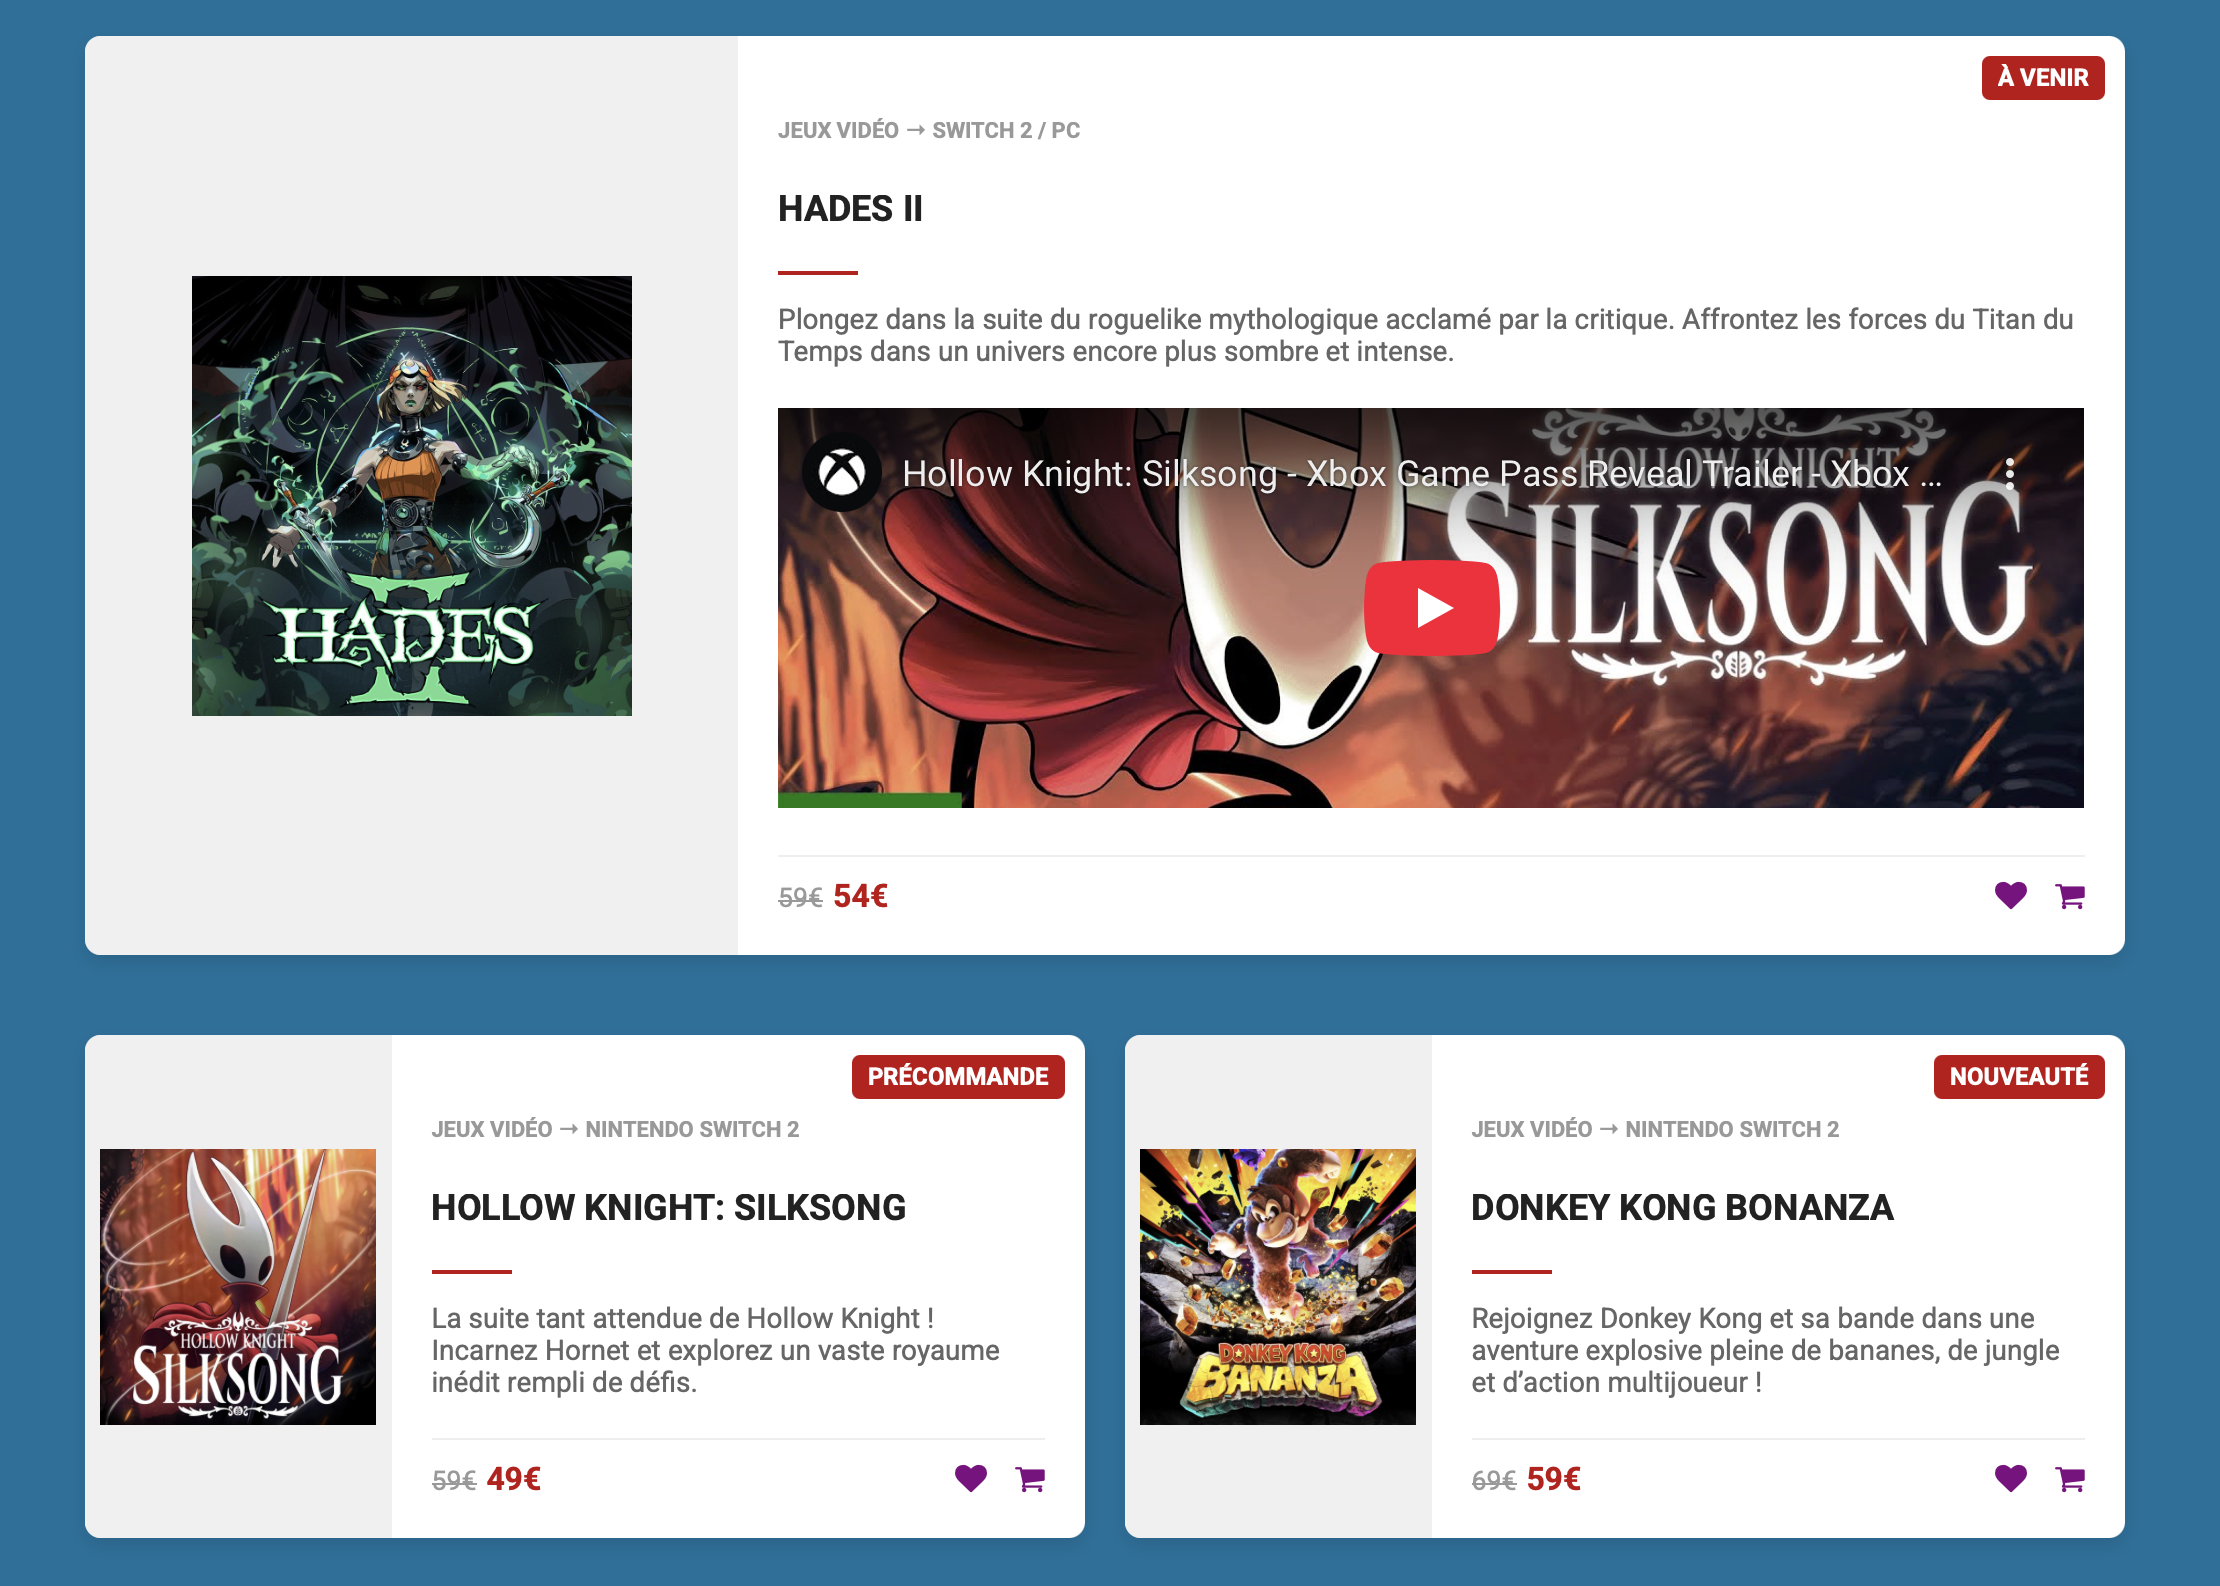 À VENIR
JEUX VIDÉO → SWITCH 2 / PC
HADES II
Plongez dans la suite du roguelike mythologique acclamé par la critique. Affrontez les forces du Titan du
Temps dans un univers encore plus sombre et intense.
HADES
II
Hollow Knight: Silksong - Xbox Game Pass Reveal Trailer - Xbox ...
HOLLOW KNIGHT
SILKSONG
59€ 54€
PRÉCOMMANDE
JEUX VIDÉO → NINTENDO SWITCH 2
HOLLOW KNIGHT: SILKSONG
La suite tant attendue de Hollow Knight !
Incarnez Hornet et explorez un vaste royaume
inédit rempli de défis.
HOLLOW KNIGHT
SILKSONG
59€ 49€
NOUVEAUTÉ
JEUX VIDÉO → NINTENDO SWITCH 2
DONKEY KONG BONANZA
Rejoignez Donkey Kong et sa bande dans une
aventure explosive pleine de bananes, de jungle
et d’action multijoueur !
DONKEY KONG
BANANZA
69€ 59€